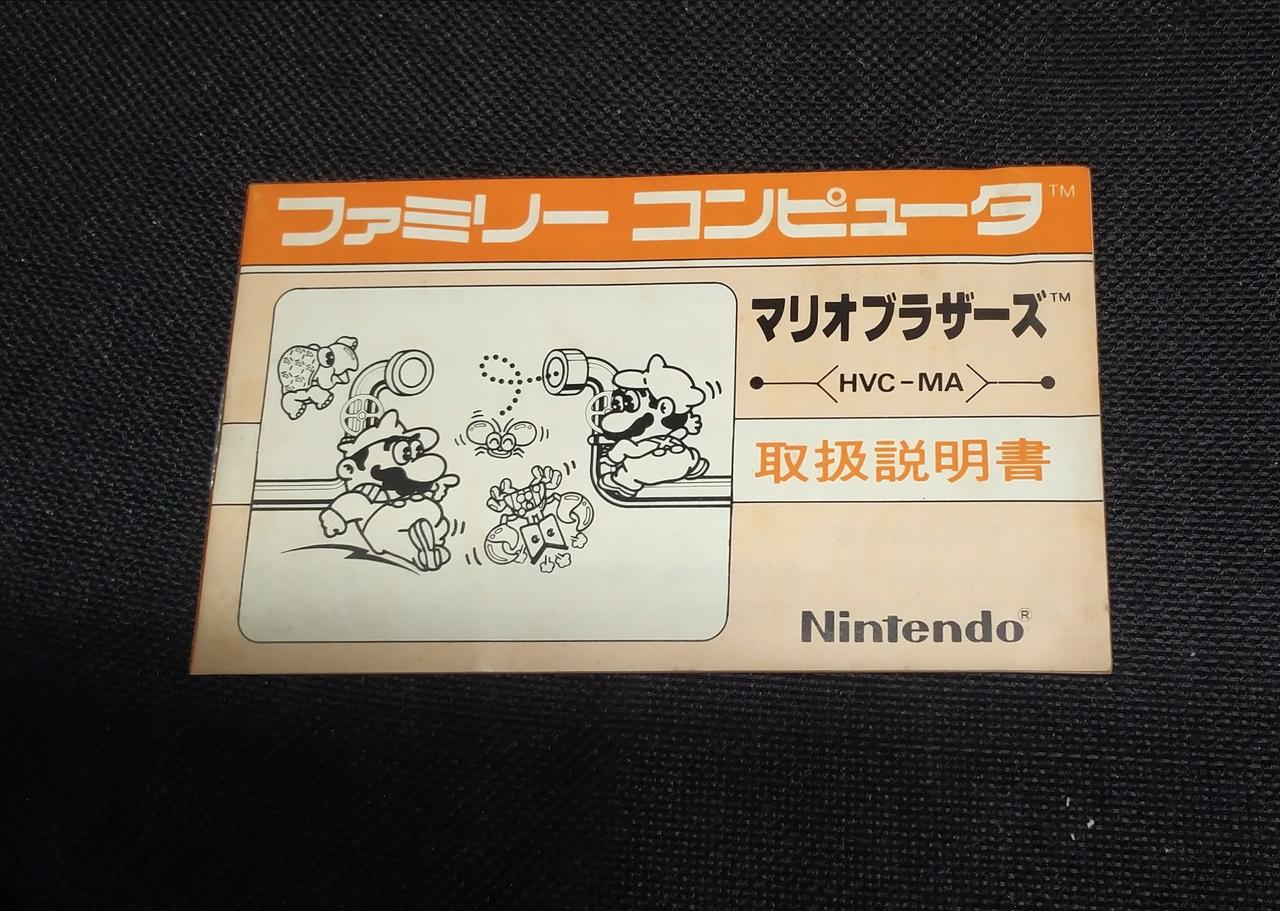 ファミリー コンピュータ™
マリオブラザーズ™
HVC-MA
取扱説明書
Nintendo®